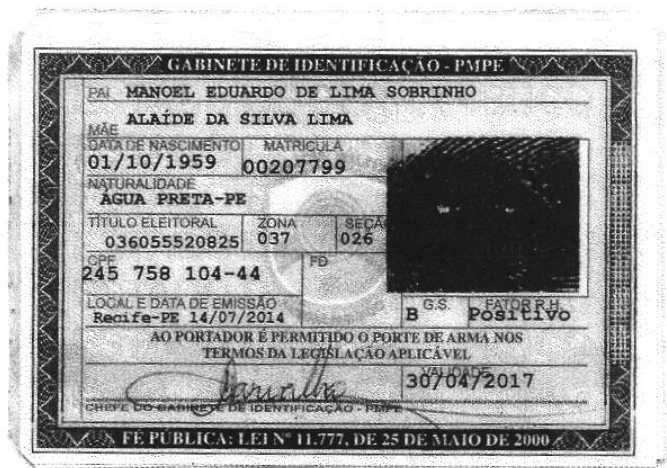 GABINETE DE IDENTIFICAÇÃO - PMPE
PAI MANOEL EDUARDO DE LIMA SOBRINHO
ALAÍDE DA SILVA LIMA
MÃE
DATA DE NASCIMENTO MATRÍCULA
01/10/1959 00207799
NATURALIDADE
ÁGUA PRETA-PE
TÍTULO ELEITORAL ZONA SEÇÃO
036055520825 037 026
CPF FD
245 758 104-44
LOCAL E DATA DE EMISSÃO G.S. FATOR R.H.
Recife-PE 14/07/2014 B Positivo
AO PORTADOR É PERMITIDO O PORTE DE ARMA NOS
TERMOS DA LEGISLAÇÃO APLICÁVEL
VALIDADE
30/04/2017
Carvalho
CHEFE DO GABINETE DE IDENTIFICAÇÃO - PMPE
FÉ PÚBLICA: LEI Nº 11.777, DE 25 DE MAIO DE 2000